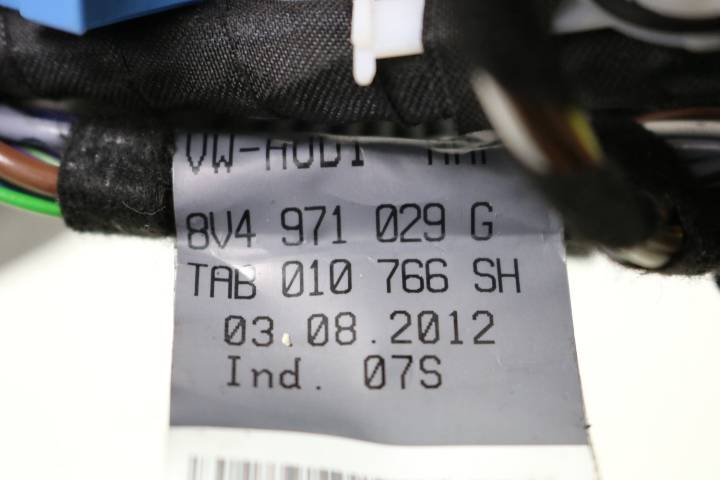 VW-AUDI
8V4 971 029 G
TAB 010 766 SH
03.08.2012
Ind. 07S